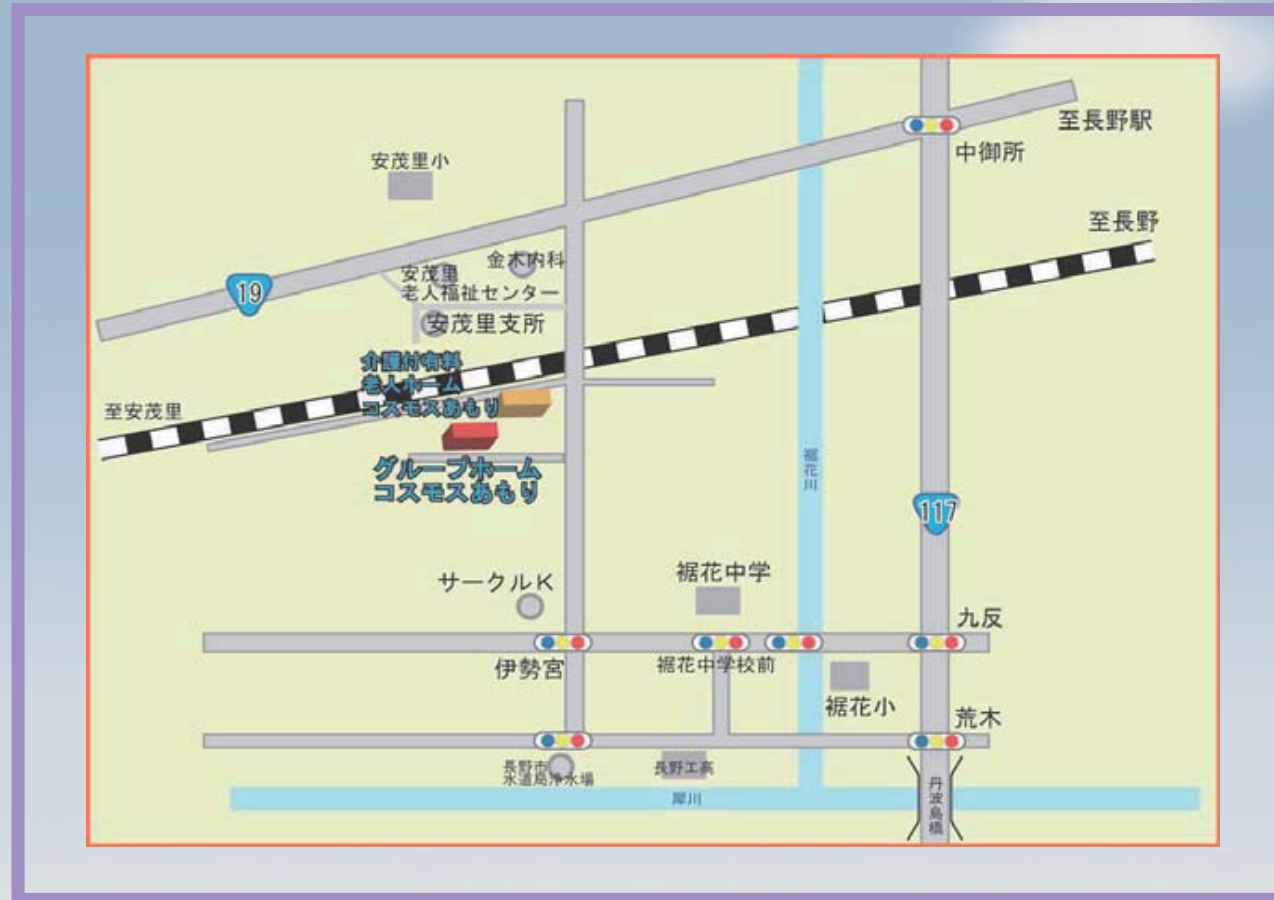 至長野駅
中御所
安茂里小
至長野
金木内科
安茂里
老人福祉センター
19
安茂里支所
介護付有料
老人ホーム
コスモスあもり
至安茂里
グループホーム
コスモスあもり
裾花川
117
サークルK
裾花中学
九反
伊勢宮
裾花中学校前
裾花小
荒木
長野市
水道局浄水場
長野工高
犀川
丹波島橋